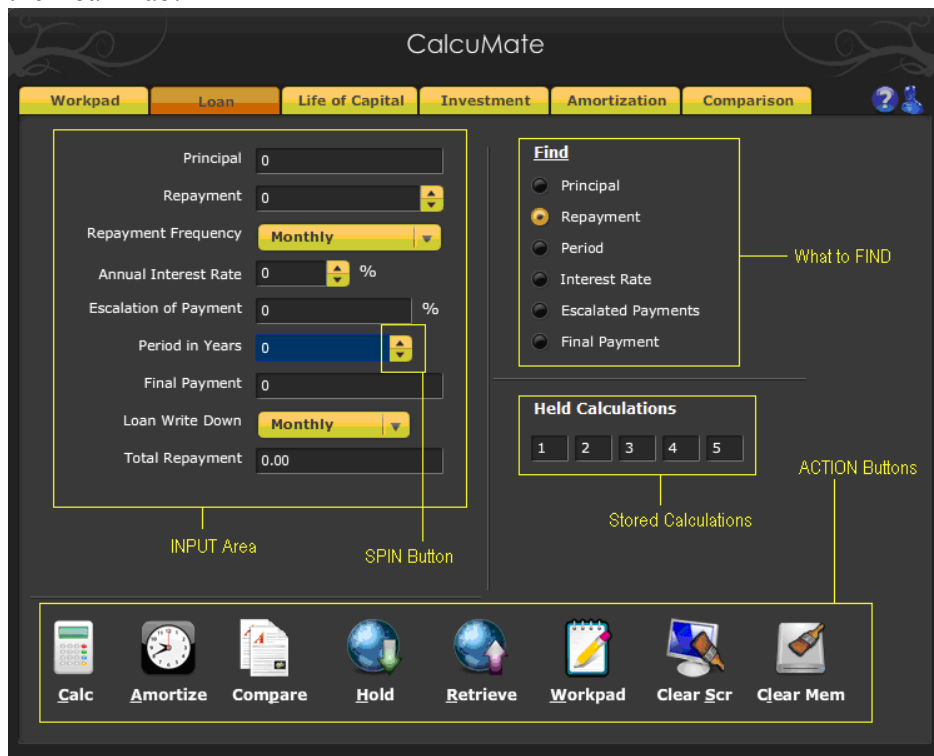 CalcuMate
Workpad Loan Life of Capital Investment Amortization Comparison ?
Principal 0
Repayment 0
Repayment Frequency Monthly
Annual Interest Rate 0 %
Escalation of Payment 0 %
Period in Years 0
Final Payment 0
Loan Write Down Monthly
Total Repayment 0.00
INPUT Area
SPIN Button
Find
Principal
Repayment
Period
Interest Rate
Escalated Payments
Final Payment
What to FIND
Held Calculations
1 2 3 4 5
Stored Calculations
ACTION Buttons
Calc Amortize Compare Hold Retrieve Workpad Clear Scr Clear Mem